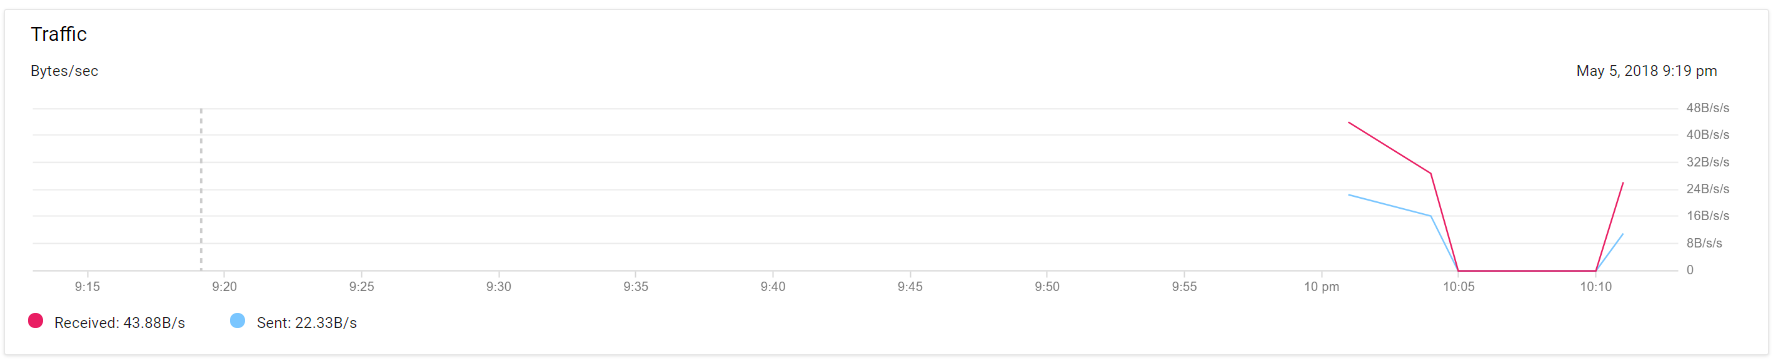 Traffic
Bytes/sec
May 5, 2018 9:19 pm
48B/s/s
40B/s/s
32B/s/s
24B/s/s
16B/s/s
8B/s/s
0
9:15 9:20 9:25 9:30 9:35 9:40 9:45 9:50 9:55 10 pm 10:05 10:10
Received: 43.88B/s Sent: 22.33B/s